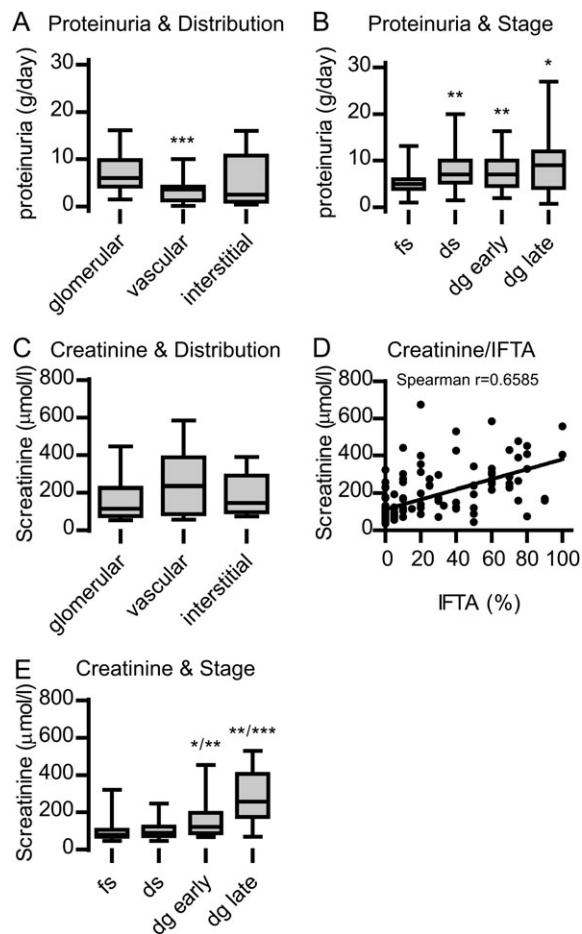 A Proteinuria & Distribution
proteinuria (g/day)
30
20
10
0
***
glomerular
vascular
interstitial
B Proteinuria & Stage
proteinuria (g/day)
30
20
10
0
**
**
*
fs
ds
dg early
dg late
C Creatinine & Distribution
Screatinine (µmol/l)
800
600
400
200
0
glomerular
vascular
interstitial
D Creatinine/IFTA
Spearman r=0.6585
Screatinine (µmol/l)
800
600
400
200
0
0 20 40 60 80 100
IFTA (%)
E Creatinine & Stage
Screatinine (µmol/l)
800
600
400
200
0
*/**
**/***
fs
ds
dg early
dg late